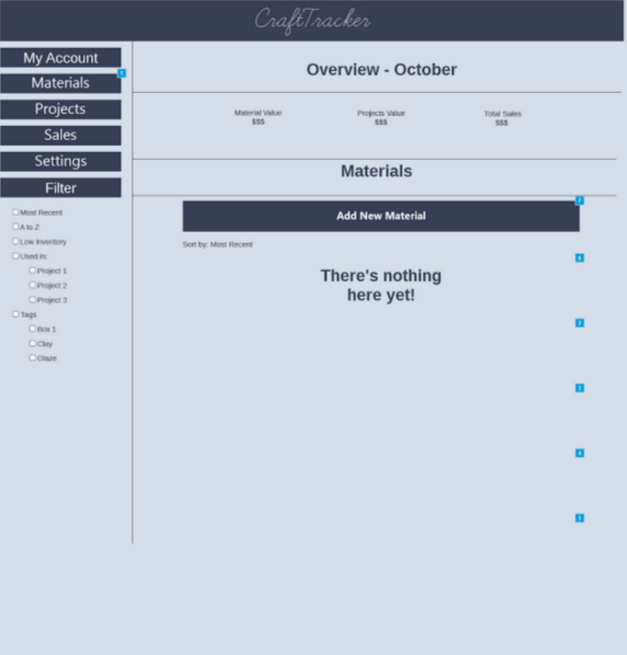 CraftTracker
My Account
Materials
Projects
Sales
Settings
Filter
Most Recent
A to Z
Low Inventory
Used in:
Project 1
Project 2
Project 3
Tags
Box 1
Clay
Glaze
Overview - October
Material Value
$$$
Projects Value
$$$
Total Sales
$$$
Materials
Add New Material
Sort by: Most Recent
There's nothing
here yet!